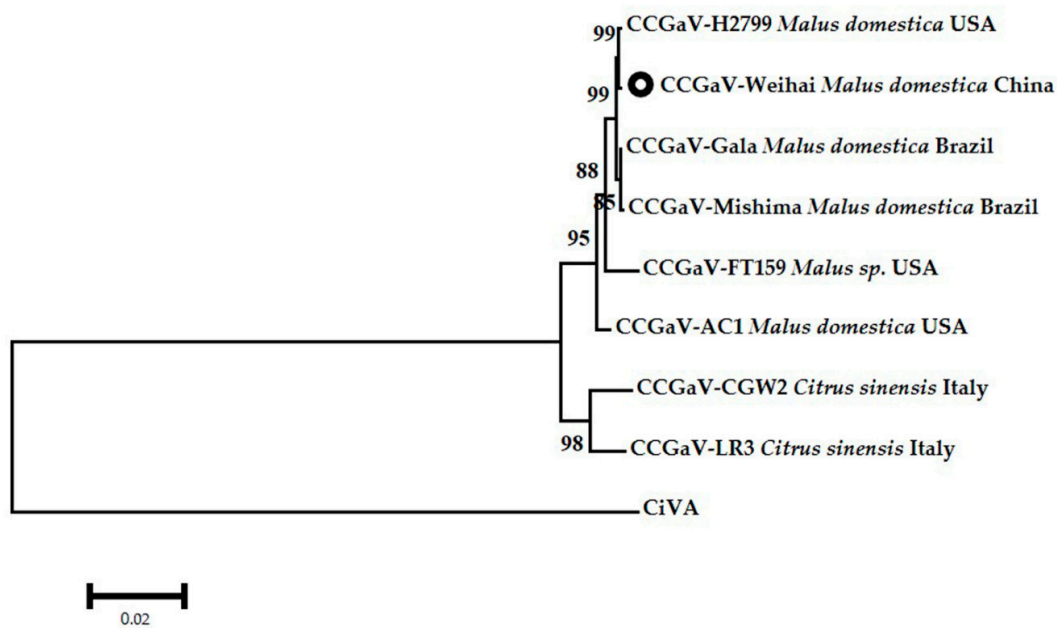 99
CCGaV-H2799 Malus domestica USA
99
CCGaV-Weihai Malus domestica China
CCGaV-Gala Malus domestica Brazil
88
85
CCGaV-Mishima Malus domestica Brazil
95
CCGaV-FT159 Malus sp. USA
CCGaV-AC1 Malus domestica USA
CCGaV-CGW2 Citrus sinensis Italy
98
CCGaV-LR3 Citrus sinensis Italy
CiVA
0.02